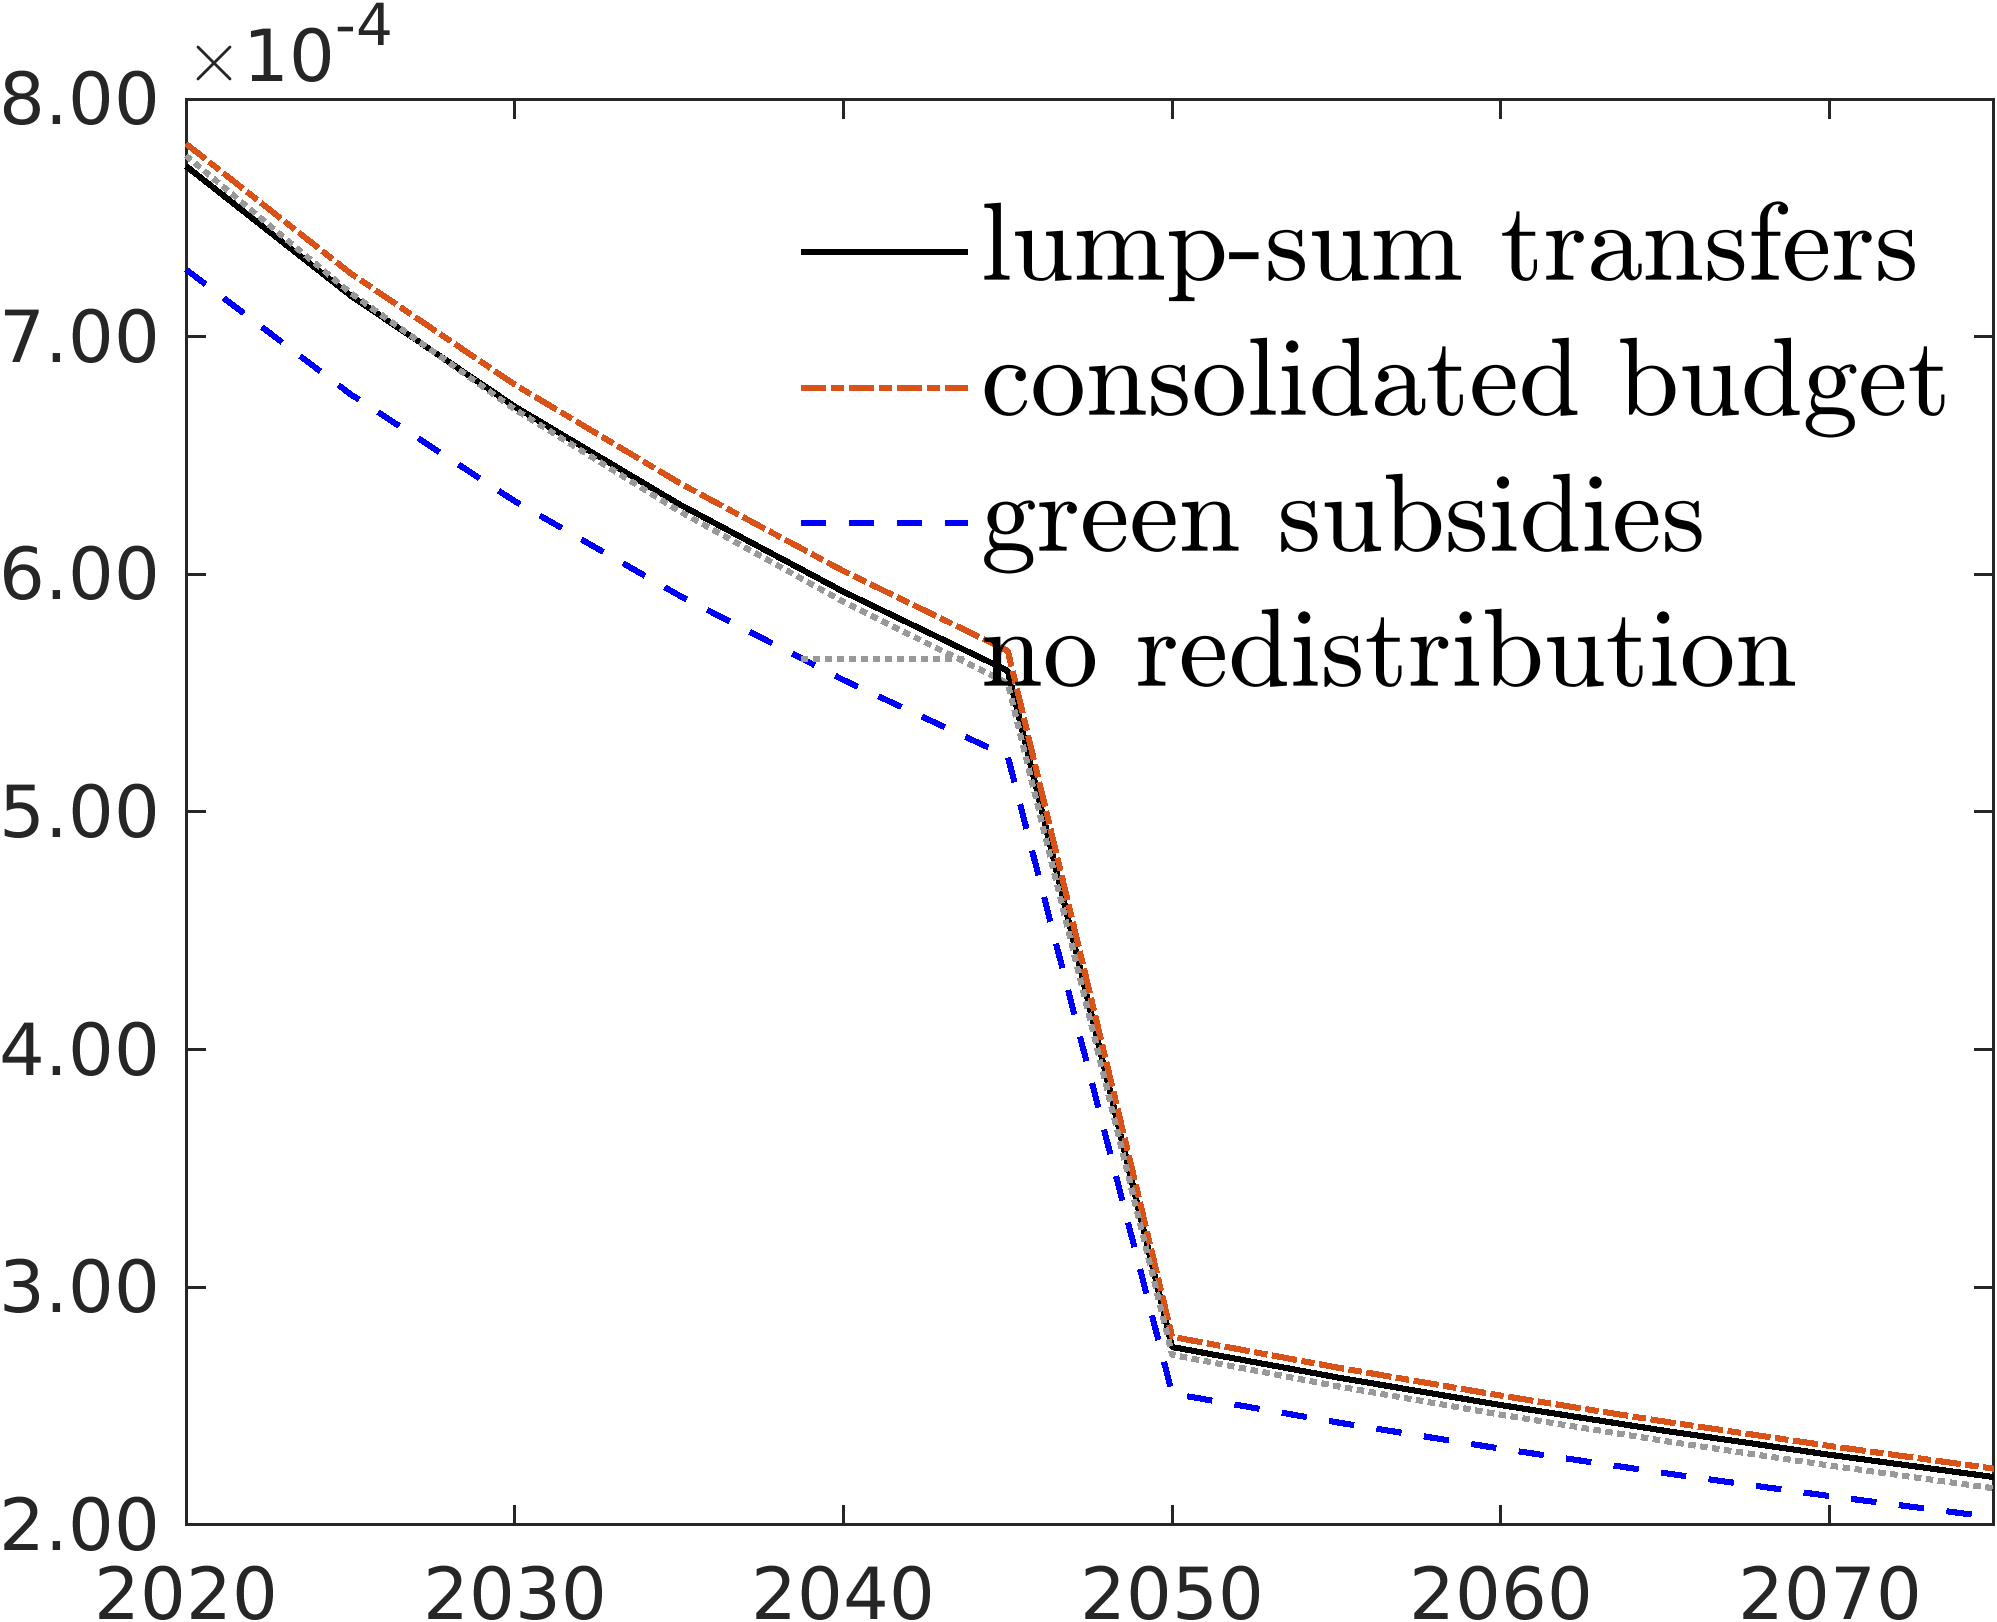 ×10-4
8.00
7.00
6.00
5.00
4.00
3.00
2.00
2020 2030 2040 2050 2060 2070
lump-sum transfers
consolidated budget
green subsidies
no redistribution